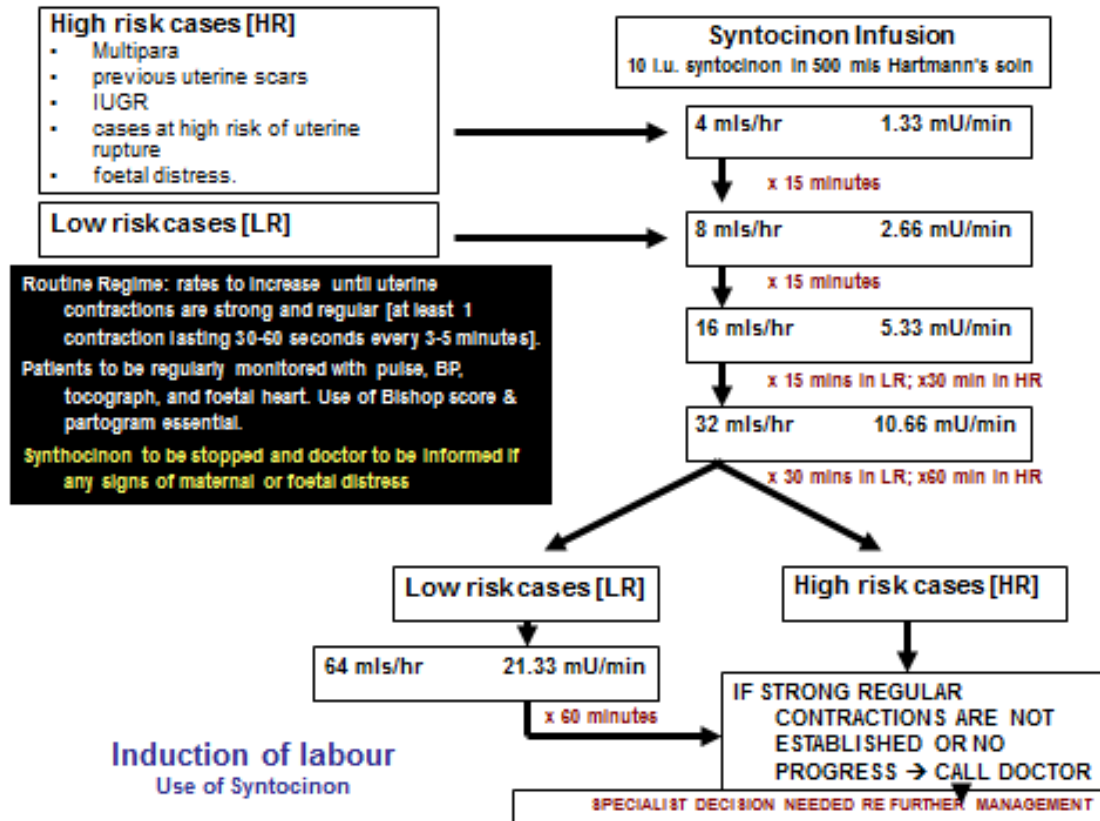 High risk cases [HR]
• Multipara
• previous uterine scars
• IUGR
• cases at high risk of uterine
rupture
• foetal distress.
Syntocinon Infusion
10 i.u. syntocinon in 500 mls Hartmann's soln
4 mls/hr 1.33 mU/min
x 15 minutes
Low risk cases [LR]
8 mls/hr 2.66 mU/min
x 15 minutes
Routine Regime: rates to increase until uterine
contractions are strong and regular [at least 1
contraction lasting 30-60 seconds every 3-5 minutes].
Patients to be regularly monitored with pulse, BP,
tocograph, and foetal heart. Use of Bishop score &
partogram essential.
Synthocinon to be stopped and doctor to be informed if
any signs of maternal or foetal distress
16 mls/hr 5.33 mU/min
x 15 mins in LR; x30 min in HR
32 mls/hr 10.66 mU/min
x 30 mins in LR; x60 min in HR
Low risk cases [LR]
High risk cases [HR]
64 mls/hr 21.33 mU/min
x 60 minutes
IF STRONG REGULAR
CONTRACTIONS ARE NOT
ESTABLISHED OR NO
PROGRESS → CALL DOCTOR
SPECIALIST DECISION NEEDED RE FURTHER MANAGEMENT
Induction of labour
Use of Syntocinon